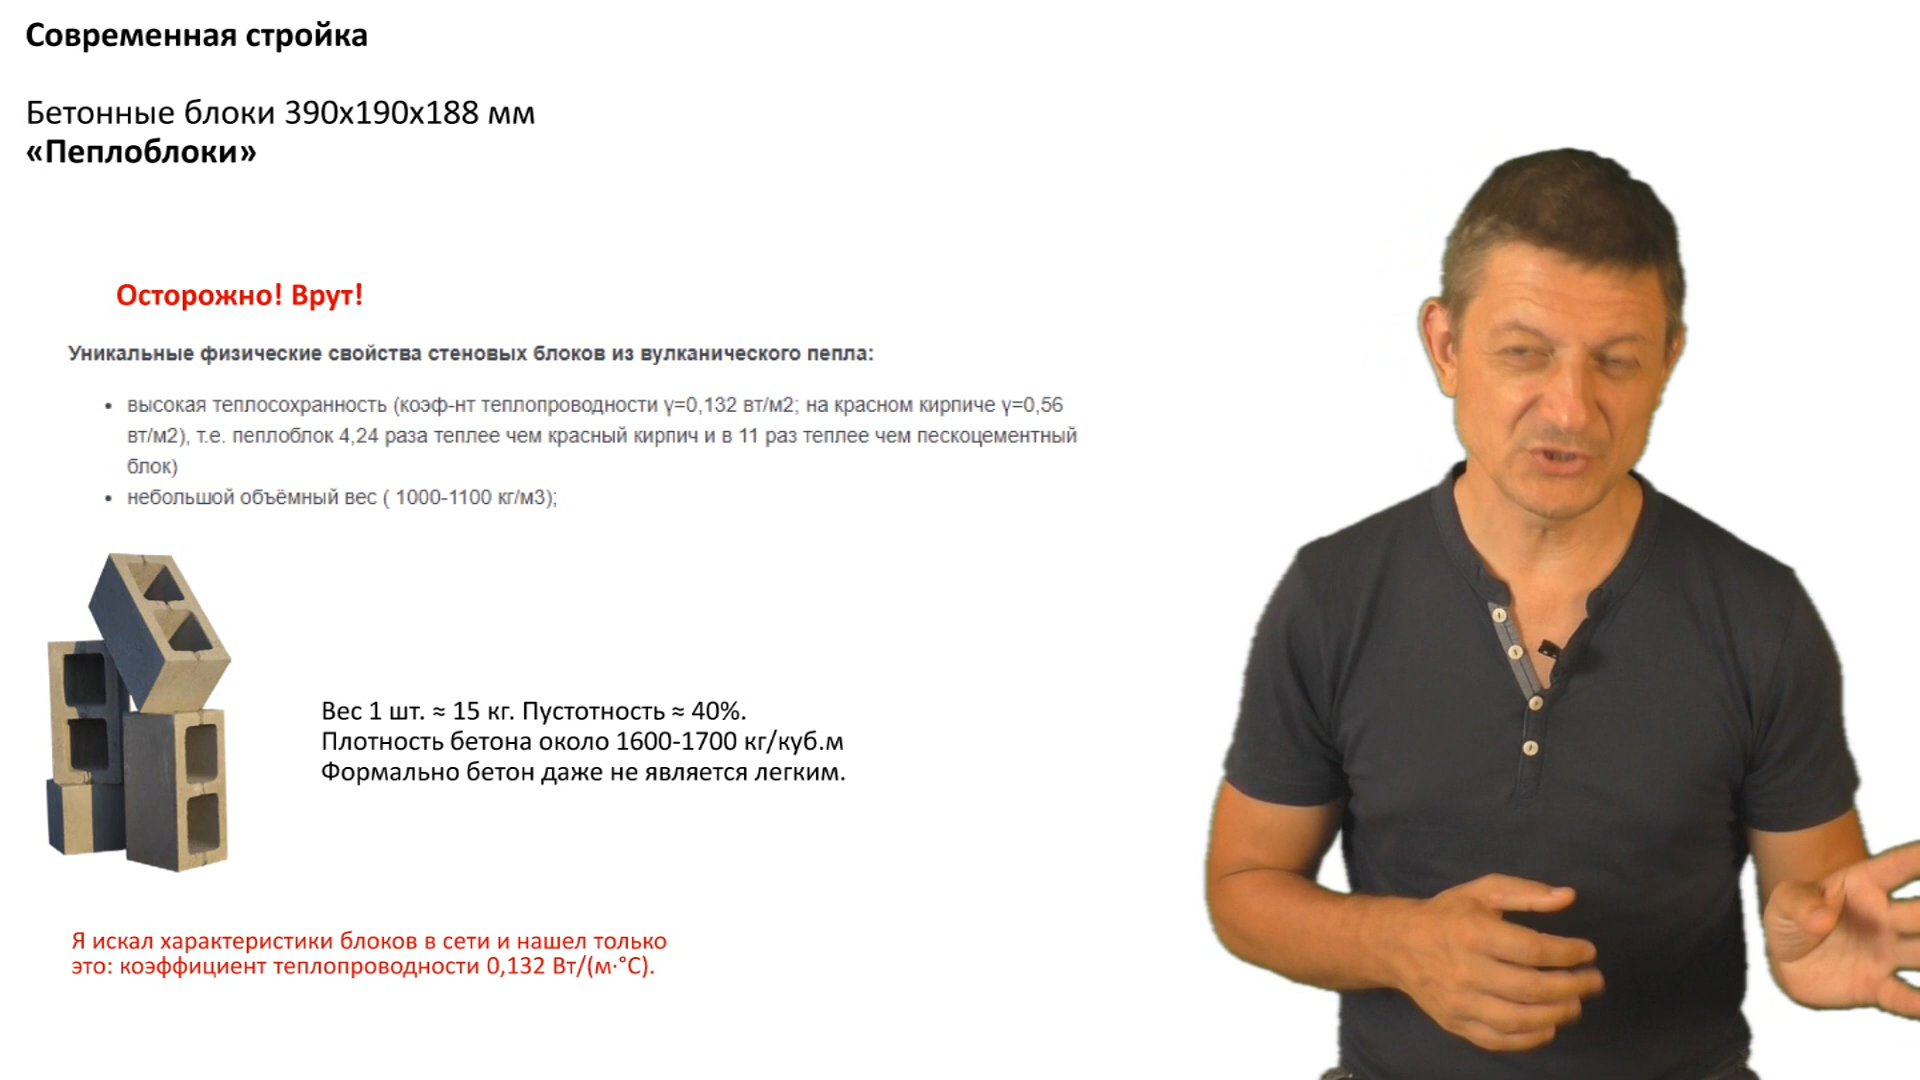 Современная стройка
Бетонные блоки 390х190х188 мм
«Пеплоблоки»
Осторожно! Врут!
Уникальные физические свойства стеновых блоков из вулканического пепла:
• высокая теплосохранность (коэф-нт теплопроводности γ=0,132 вт/м2; на красном кирпиче γ=0,56
вт/м2), т.е. пеплоблок 4,24 раза теплее чем красный кирпич и в 11 раз теплее чем пескоцементный
блок)
• небольшой объёмный вес ( 1000-1100 кг/м3);
Вес 1 шт. ≈ 15 кг. Пустотность ≈ 40%.
Плотность бетона около 1600-1700 кг/куб.м
Формально бетон даже не является легким.
Я искал характеристики блоков в сети и нашел только
это: коэффициент теплопроводности 0,132 Вт/(м·°С).